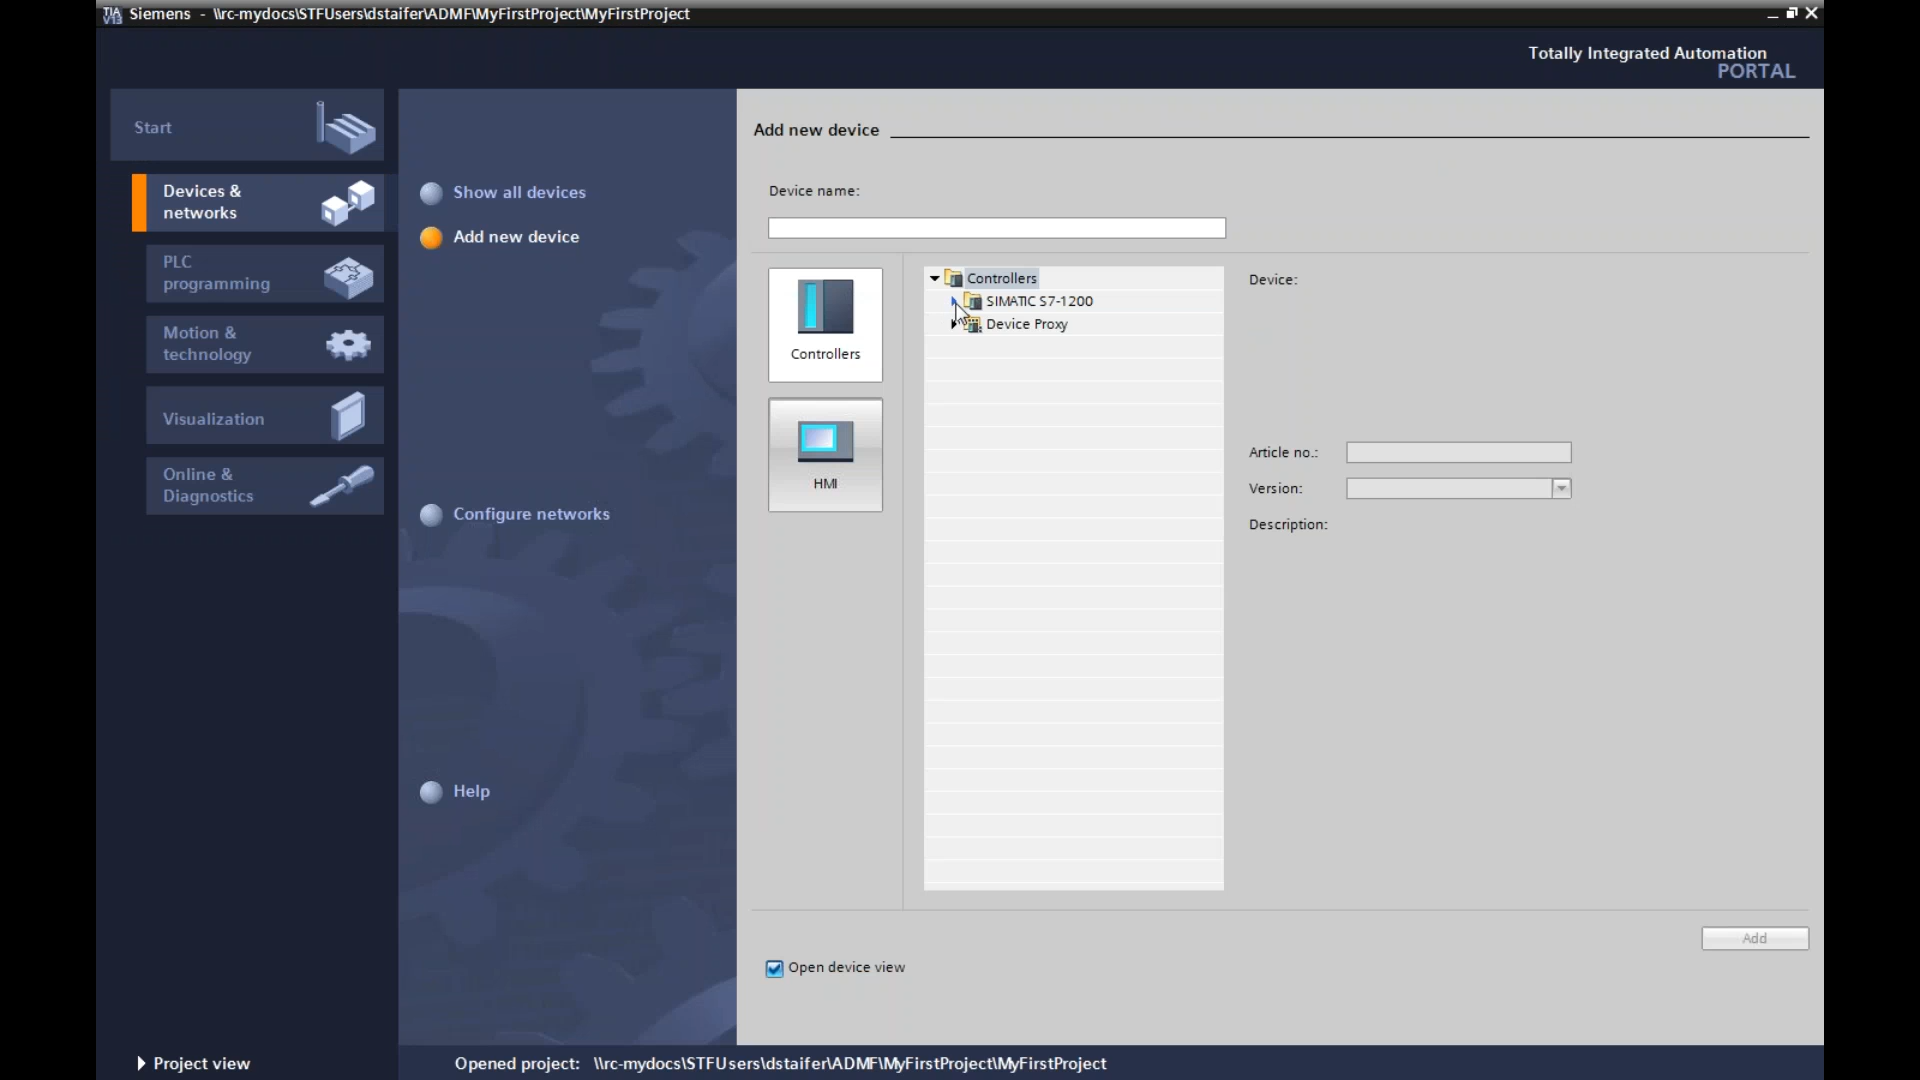 TIA V13 Siemens - \\rc-mydocs\STFUsers\dstaifer\ADMF\MyFirstProject\MyFirstProject
Totally Integrated Automation
PORTAL
Start
Devices &
networks
PLC
programming
Motion &
technology
Visualization
Online &
Diagnostics
Show all devices
Add new device
Configure networks
Help
Add new device
Device name:
Controllers
HMI
Controllers
SIMATIC S7-1200
Device Proxy
Device:
Article no.:
Version:
Description:
Add
Open device view
Project view
Opened project: \\rc-mydocs\STFUsers\dstaifer\ADMF\MyFirstProject\MyFirstProject